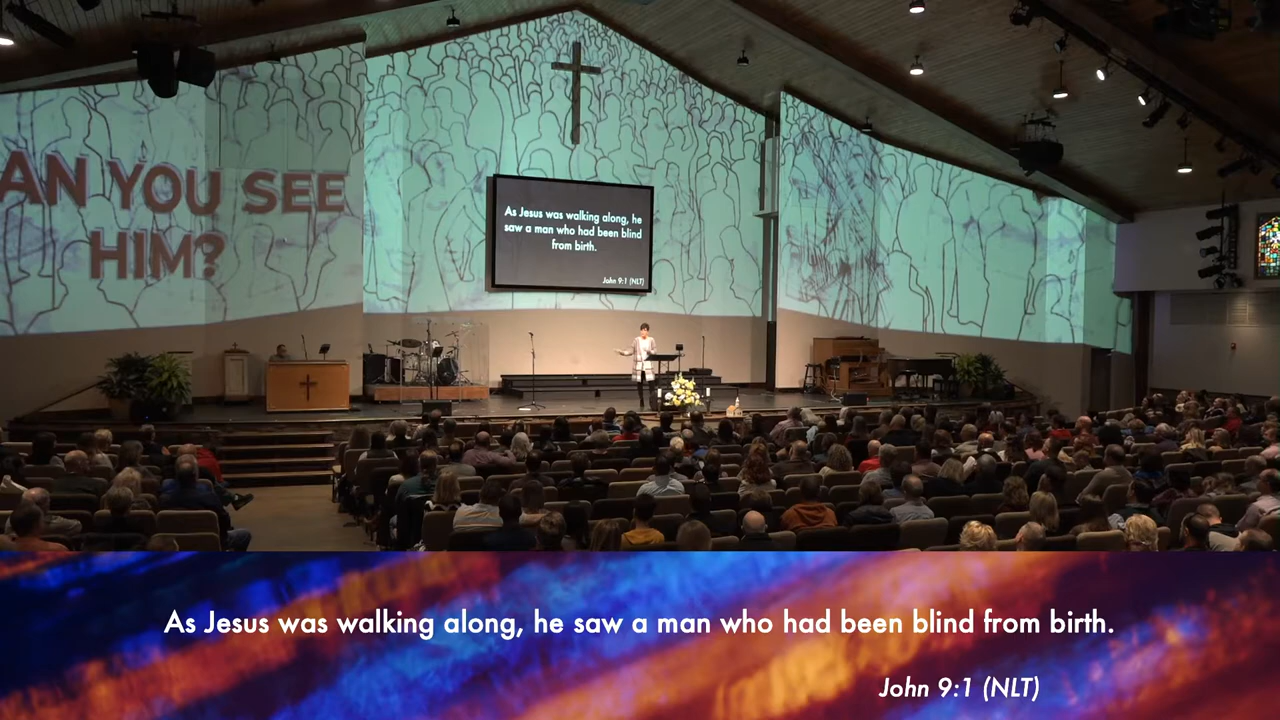 AN YOU SEE
HIM?
As Jesus was walking along, he
saw a man who had been blind
from birth.
John 9:1 (NLT)
As Jesus was walking along, he saw a man who had been blind from birth.
John 9:1 (NLT)